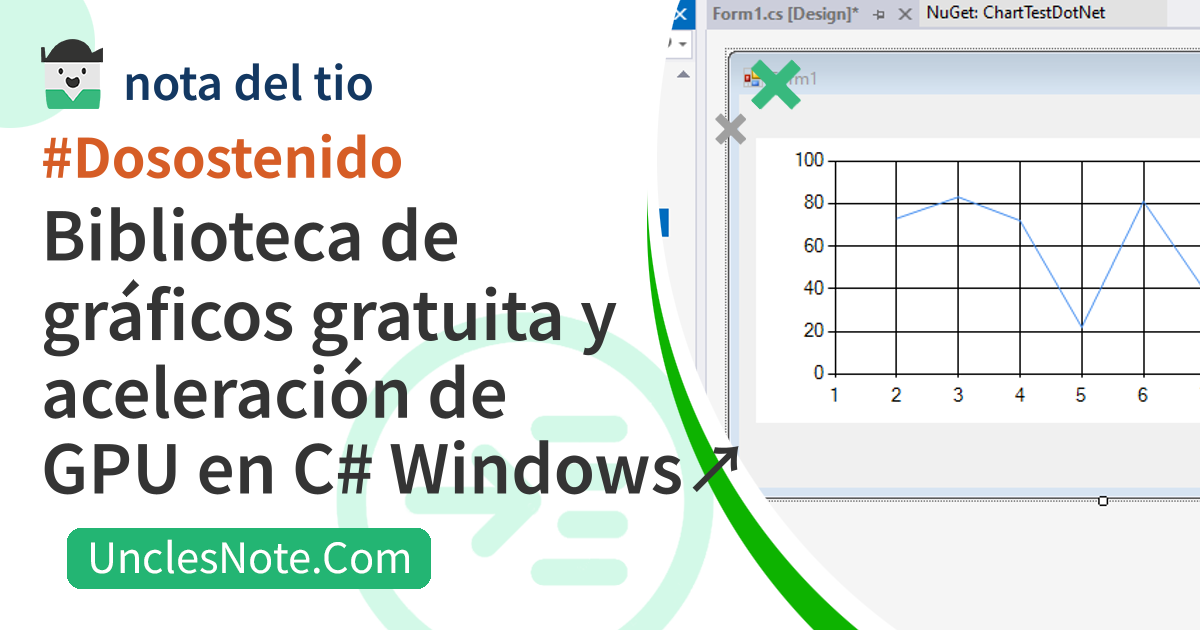 nota del tio
#Dosostenido
Biblioteca de
gráficos gratuita y
aceleración de
GPU en C# Windows↗
UnclesNote.Com
Form1.cs [Design]*
NuGet: ChartTestDotNet
100
80
60
40
20
0
1 2 3 4 5 6